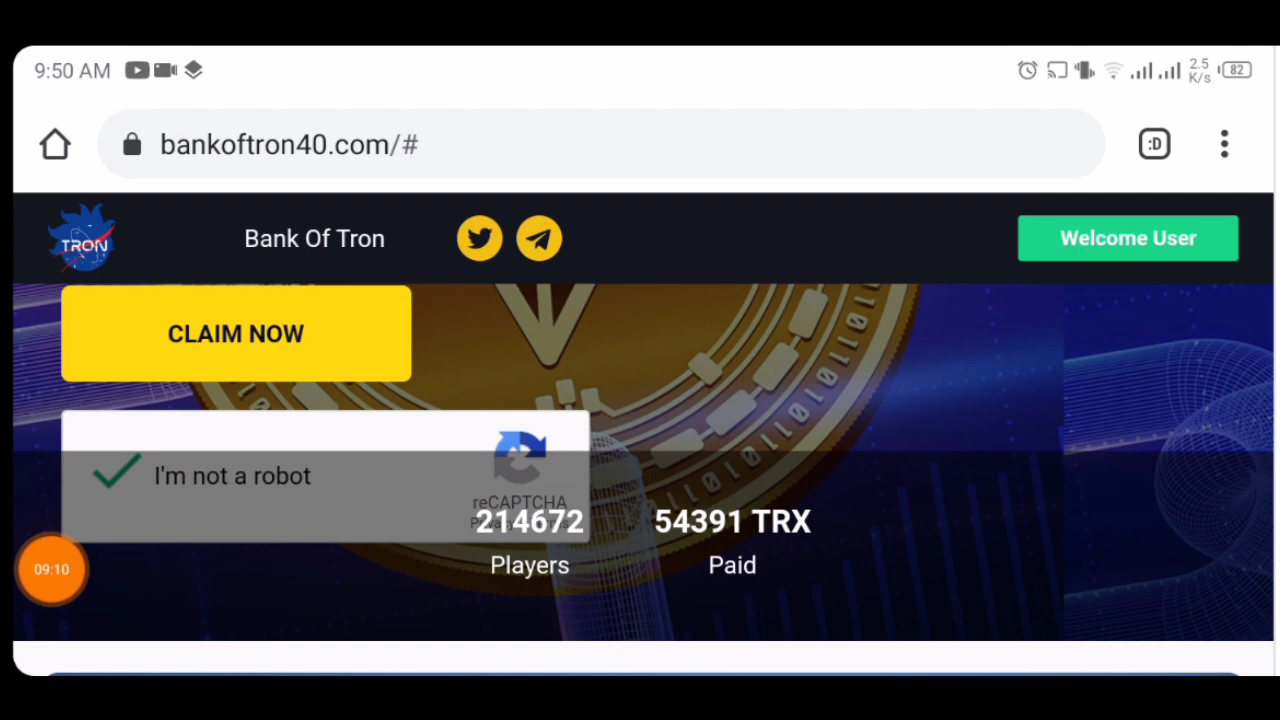 9:50 AM
2.5
K/s
82
bankoftron40.com/#
:D
TRON
Bank Of Tron
Welcome User
CLAIM NOW
I'm not a robot
reCAPTCHA
214672
54391 TRX
Players
Paid
09:10